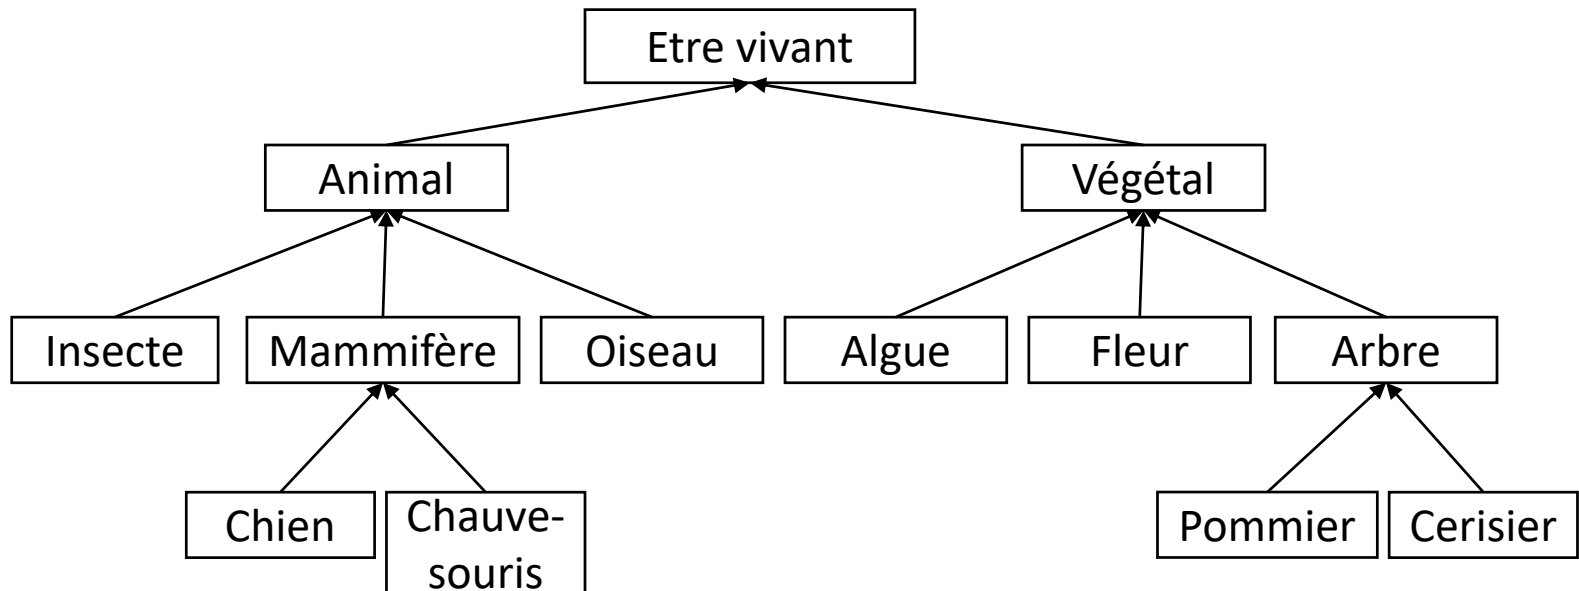 Etre vivant
Animal
Végétal
Insecte
Mammifère
Oiseau
Algue
Fleur
Arbre
Chien
Chauve-
souris
Pommier
Cerisier